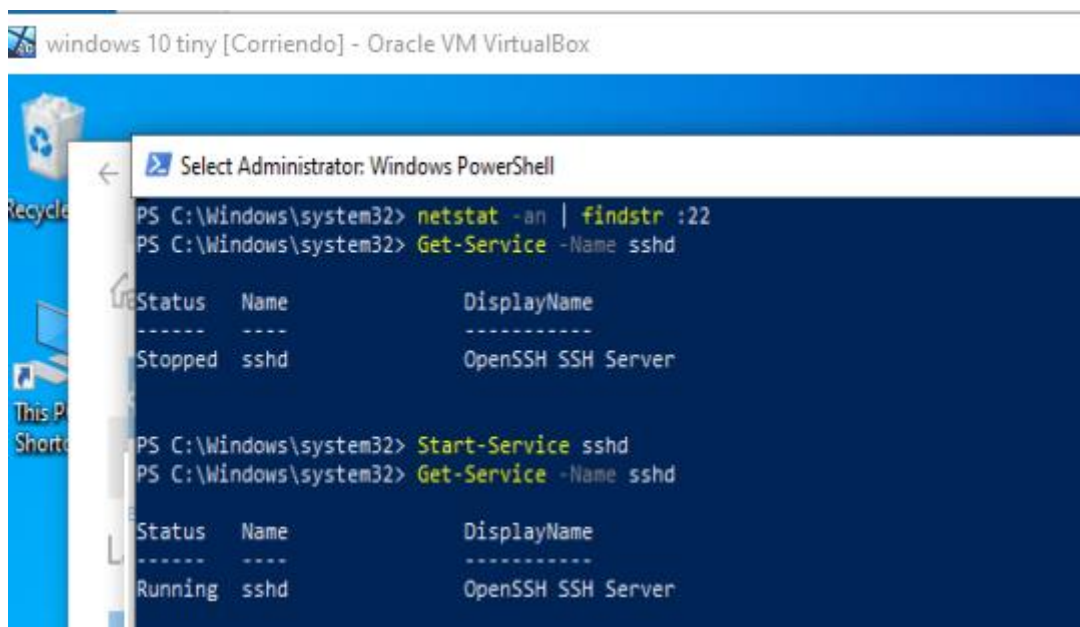 windows 10 tiny [Corriendo] - Oracle VM VirtualBox
Select Administrator: Windows PowerShell
Recycle
PS C:\Windows\system32> netstat -an | findstr :22
PS C:\Windows\system32> Get-Service -Name sshd
Status Name DisplayName
------ ---- -----------
Stopped sshd OpenSSH SSH Server
This P
Shortc
PS C:\Windows\system32> Start-Service sshd
PS C:\Windows\system32> Get-Service -Name sshd
Status Name DisplayName
------ ---- -----------
Running sshd OpenSSH SSH Server